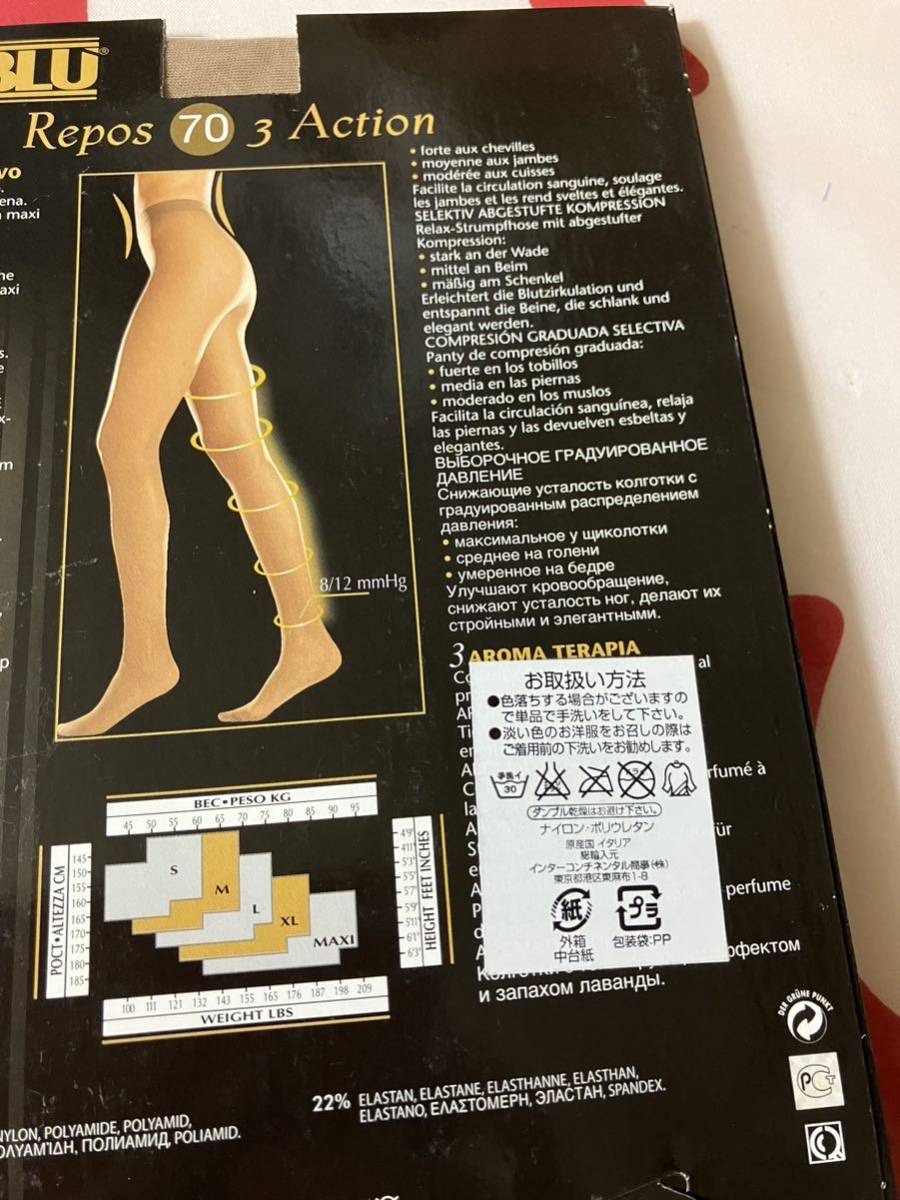 BLU®
Repos 70 3 Action
• forte aux chevilles
• moyenne aux jambes
• modérée aux cuisses
Facilite la circulation sanguine, soulage
les jambes et les rend sveltes et élégantes.
SELEKTIV ABGESTUFTE KOMPRESSION
Relax-Strumpfhose mit abgestufter
Kompression:
• stark an der Wade
• mittel an Beim
• mäßig am Schenkel
Erleichtert die Blutzirkulation und
entspannt die Beine, die schlank und
elegant werden.
COMPRESIÓN GRADUADA SELECTIVA
Panty de compresión graduada:
• fuerte en los tobillos
• media en las piernas
• moderado en los muslos
Facilita la circulación sanguínea, relaja
las piernas y las devuelven esbeltas y
elegantes.
ВЫБОРОЧНОЕ ГРАДУИРОВАННОЕ
ДАВЛЕНИЕ
Снижающие усталость колготки с
градуированным распределением
давления:
• максимальное у щиколотки
• среднее на голени
• умеренное на бедре
Улучшают кровообращение,
снижают усталость ног, делают их
стройными и элегантными.
8/12 mmHg
3 AROMA TERAPIA
al
rfumé à
für
perfume
и запахом лаванды.
お取扱い方法
●色落ちする場合がございますの
で単品で手洗いをして下さい。
●淡い色のお洋服をお召しの際は
ご着用前の下洗いをお勧めします。
手洗イ
30
タンブル乾燥はお避け下さい。
ナイロン・ポリウレタン
原産国 イタリア
総輸入元
インターコンチネンタル商事(株)
東京都港区東麻布1-8
紙
プラ
外箱
中台紙
包装袋:PP
ВЕС • PESO KG
45 50 55 60 65 70 75 80 85 90 95
РОСТ • ALTEZZA CM
145
150
155
160
165
170
175
180
185
S
M
L
XL
MAXI
4'9"
4'11"
5'3"
5'5"
5'7"
5'9"
5'11"
6'1"
6'3"
HEIGHT FEET INCHES
100 111 121 132 143 155 165 176 187 198 209
WEIGHT LBS
DER GRÜNE PUNKT
22% ELASTAN, ELASTANE, ELASTHANNE, ELASTHAN,
ELASTANO, ΕΛΑΣΤΟΜΕΡΗ, ЭЛАСТАН, SPANDEX.
NYLON, POLYAMIDE, POLYAMID,
ΟΛΥΑΜΊΔΗ, ПОЛИАМИД, POLIAMID.